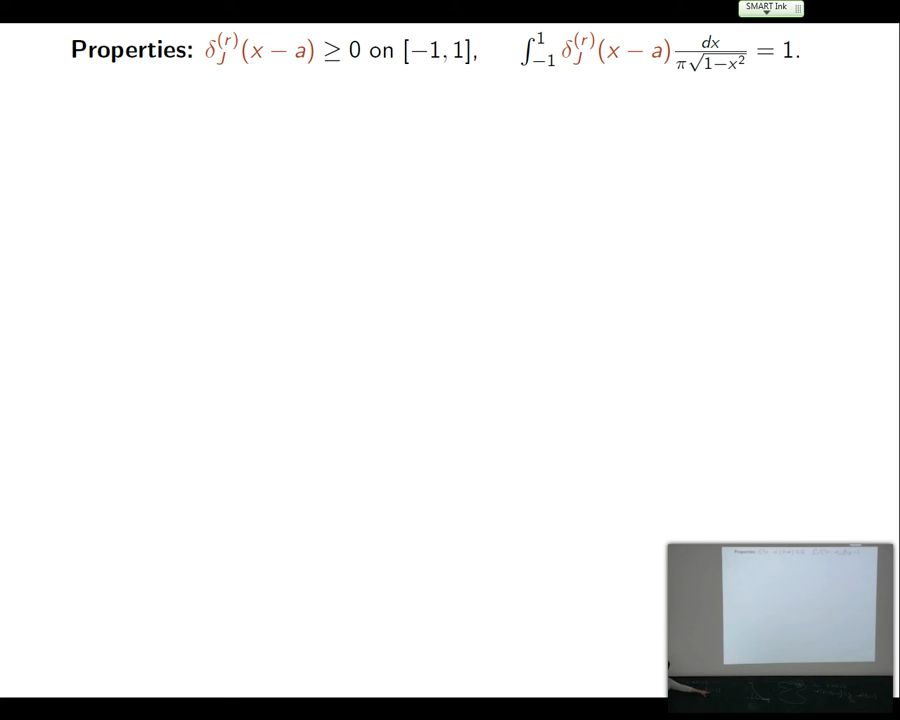 SMART Ink
Properties: δ_J^{(r)}(x − a) ≥ 0 on [−1, 1], ∫_{−1}^{1} δ_J^{(r)}(x − a) dx/(π√(1−x²)) = 1.